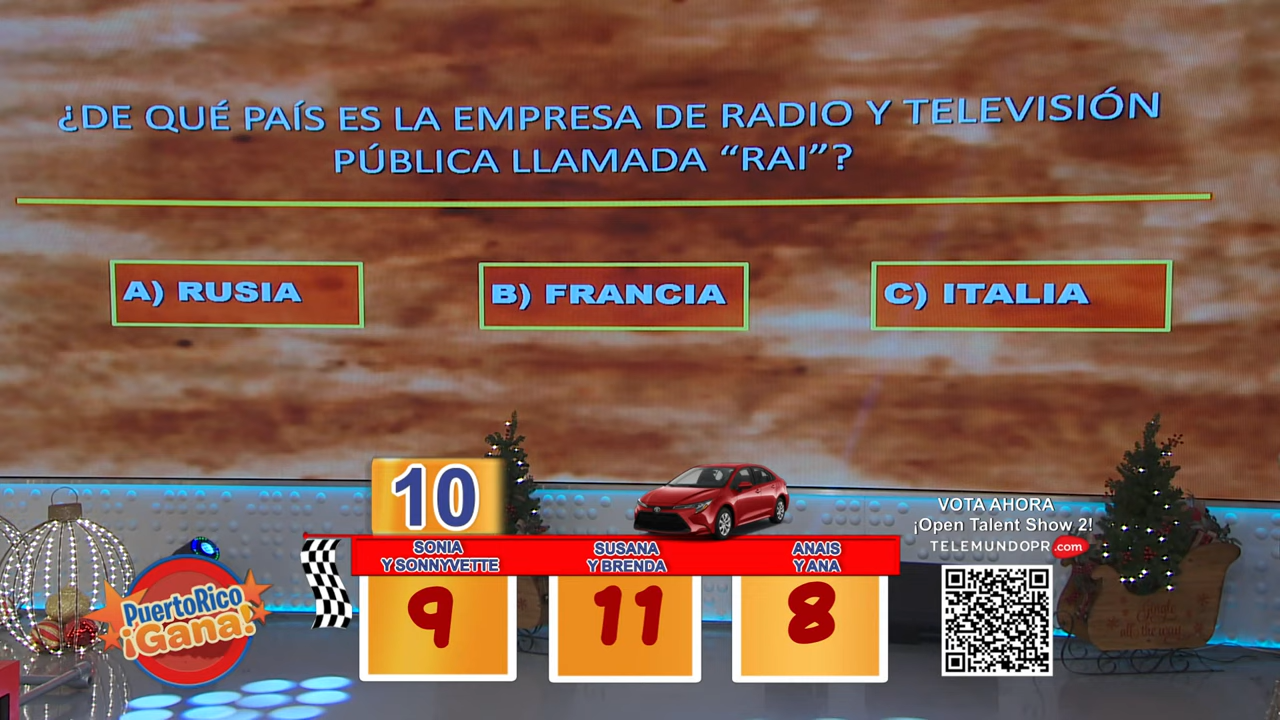 ¿DE QUÉ PAÍS ES LA EMPRESA DE RADIO Y TELEVISIÓN
PÚBLICA LLAMADA “RAI”?
A) RUSIA
B) FRANCIA
C) ITALIA
10
SONIA
Y SONNYVETTE
9
SUSANA
Y BRENDA
11
ANAIS
Y ANA
8
PuertoRico
¡Gana!
VOTA AHORA
¡Open Talent Show 2!
TELEMUNDOPR.com